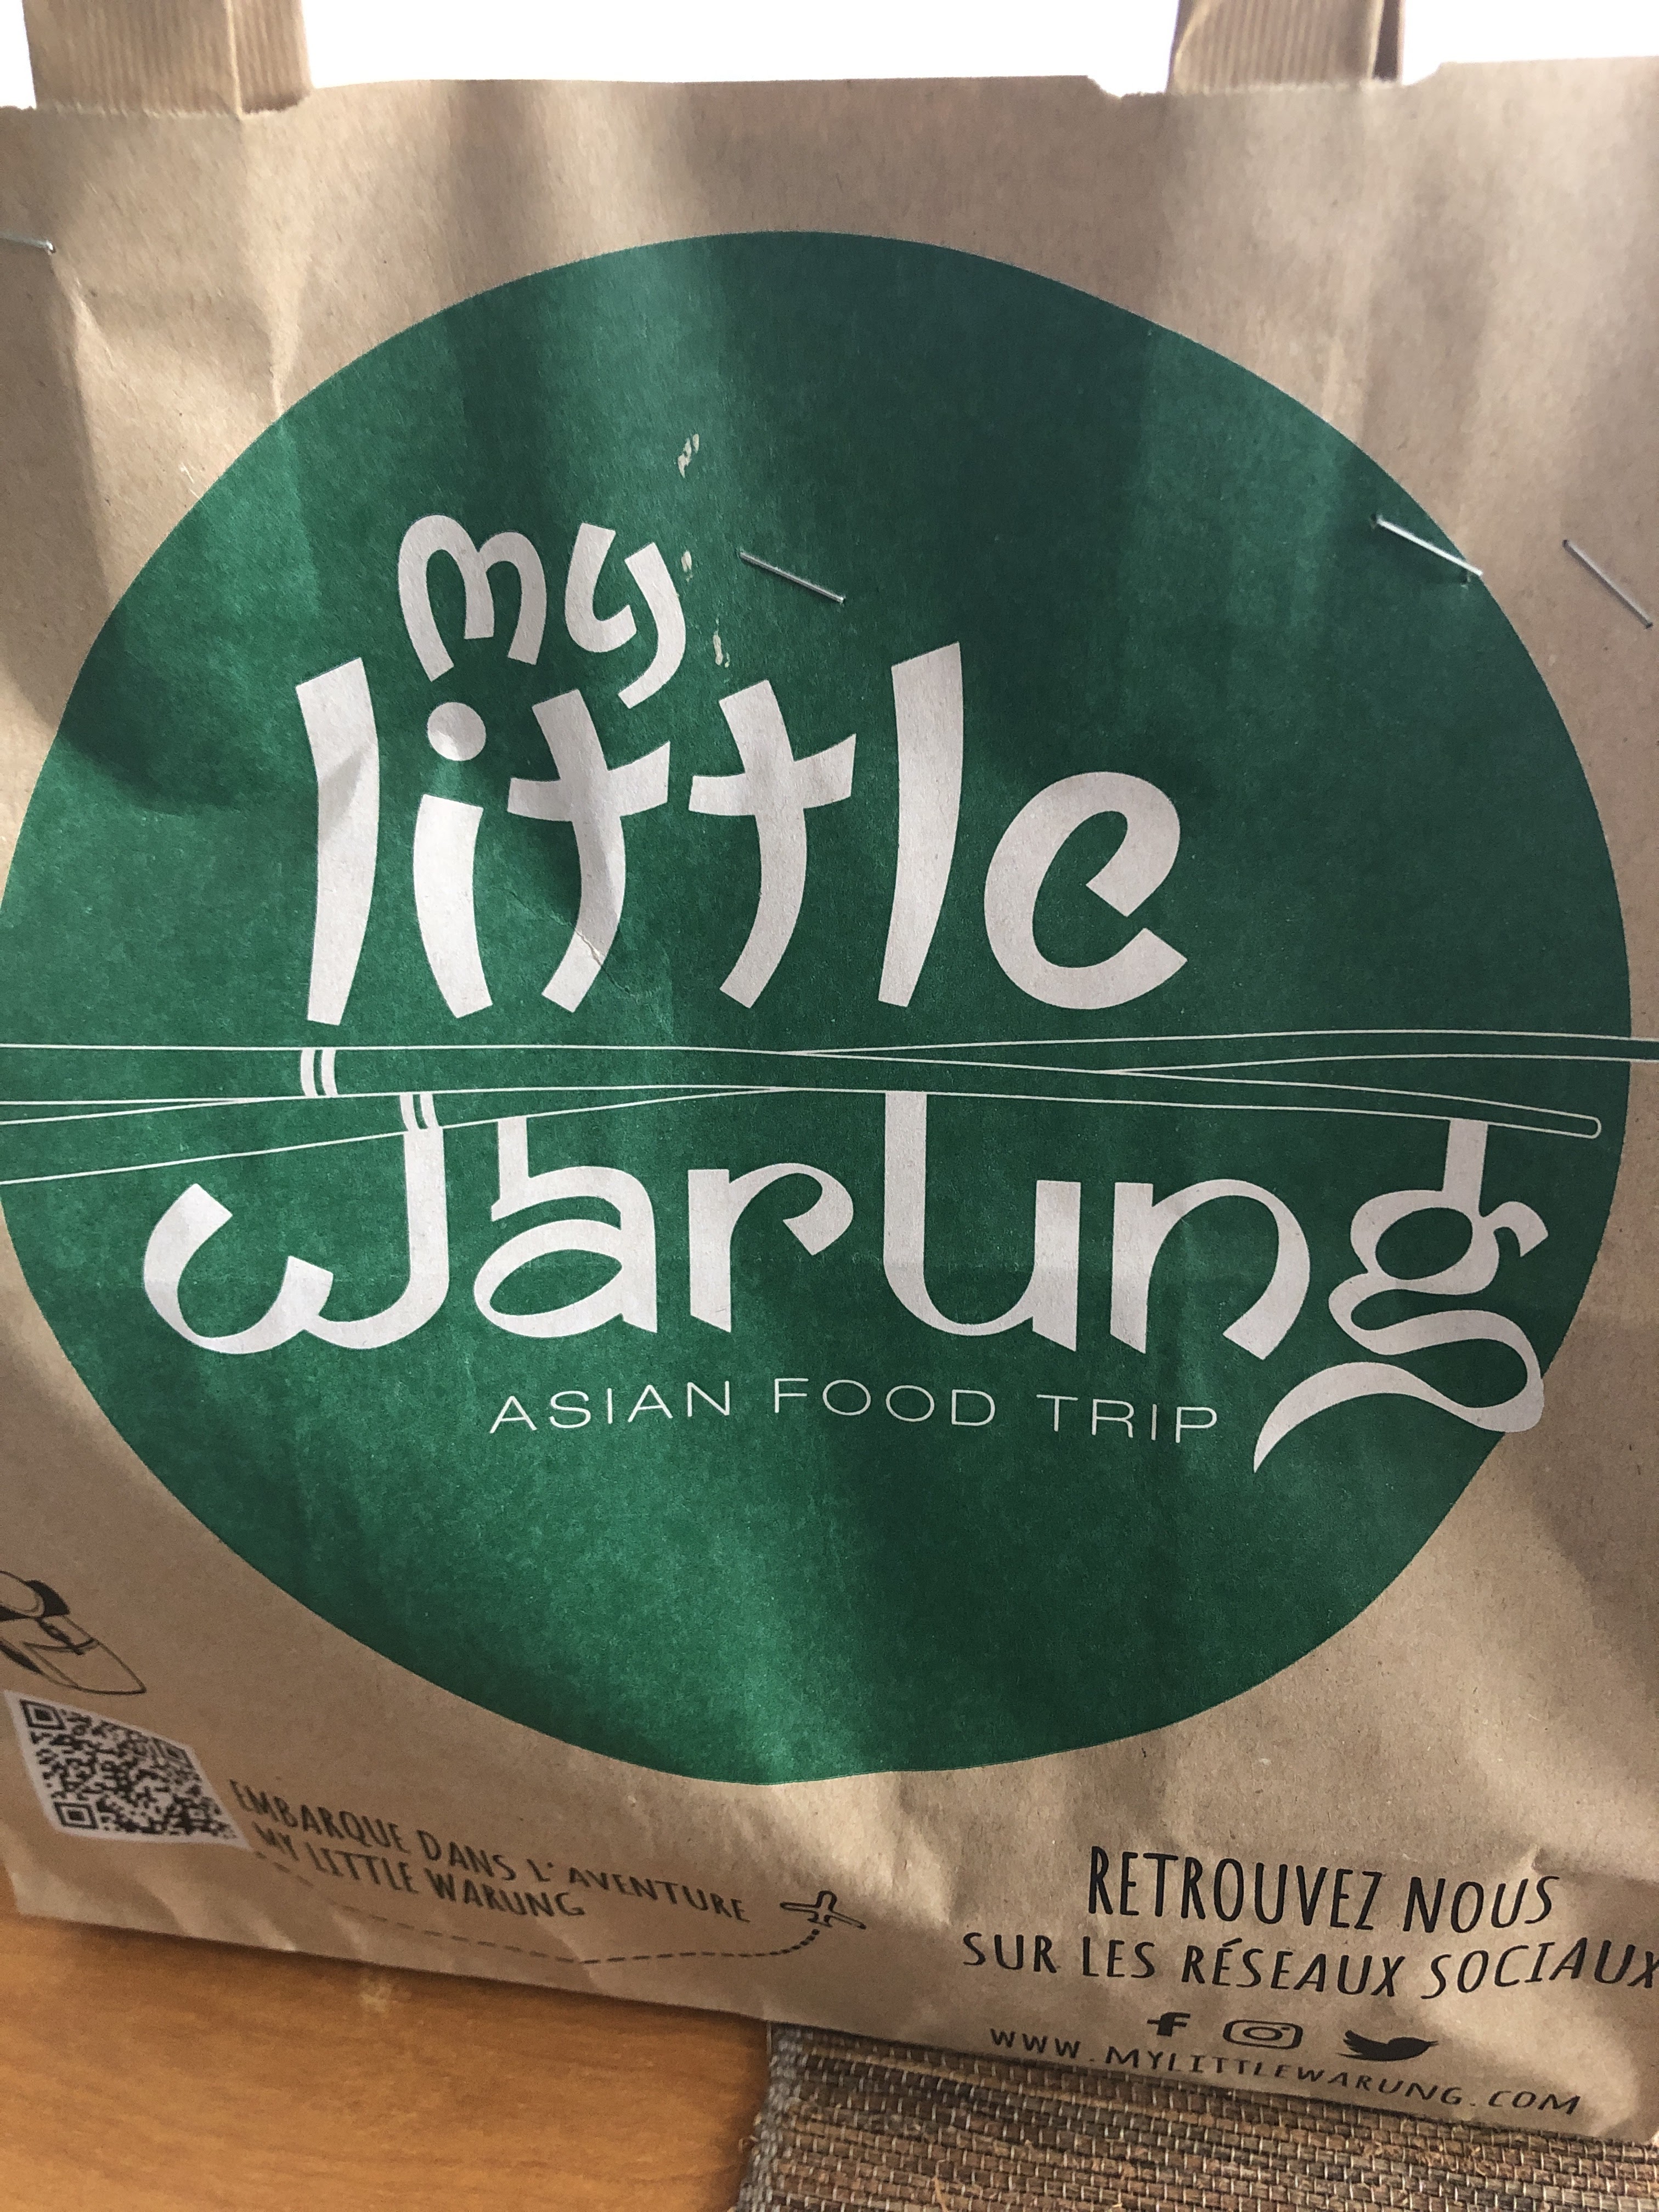 my
little
warung
ASIAN FOOD TRIP
EMBARQUE DANS L'AVENTURE
MY LITTLE WARUNG
RETROUVEZ NOUS
SUR LES RÉSEAUX SOCIAUX
WWW.MYLITTLEWARUNG.COM